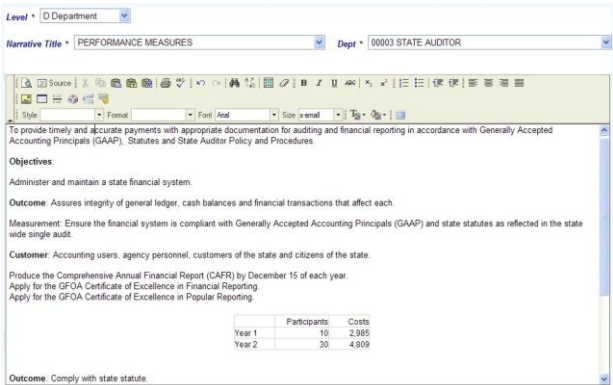 Level * D Department
Narrative Title * PERFORMANCE MEASURES Dept * 00003 STATE AUDITOR
Source B I U ABC x₂ x²
Style Format Font Arial Size x-small
To provide timely and accurate payments with appropriate documentation for auditing and financial reporting in accordance with Generally Accepted
Accounting Principals (GAAP), Statutes and State Auditor Policy and Procedures.
Objectives:
Administer and maintain a state financial system.
Outcome: Assures integrity of general ledger, cash balances and financial transactions that affect each.
Measurement: Ensure the financial system is compliant with Generally Accepted Accounting Principals (GAAP) and state statutes as reflected in the state
wide single audit.
Customer: Accounting users, agency personnel, customers of the state and citizens of the state.
Produce the Comprehensive Annual Financial Report (CAFR) by December 15 of each year.
Apply for the GFOA Certificate of Excellence in Financial Reporting.
Apply for the GFOA Certificate of Excellence in Popular Reporting.
Participants Costs
Year 1 10 2,985
Year 2 30 4,809
Outcome: Comply with state statute.